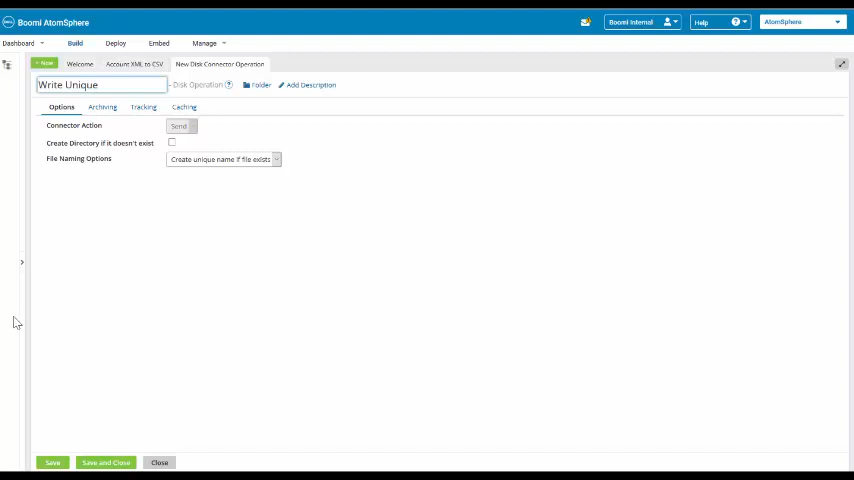 DELL Boomi AtomSphere
Boomi Internal
Help
AtomSphere
Dashboard Build Deploy Embed Manage
+ New Welcome Account XML to CSV New Disk Connector Operation
Write Unique - Disk Operation ? Folder Add Description
Options Archiving Tracking Caching
Connector Action Send
Create Directory if it doesn't exist
File Naming Options Create unique name if file exists
Save Save and Close Close